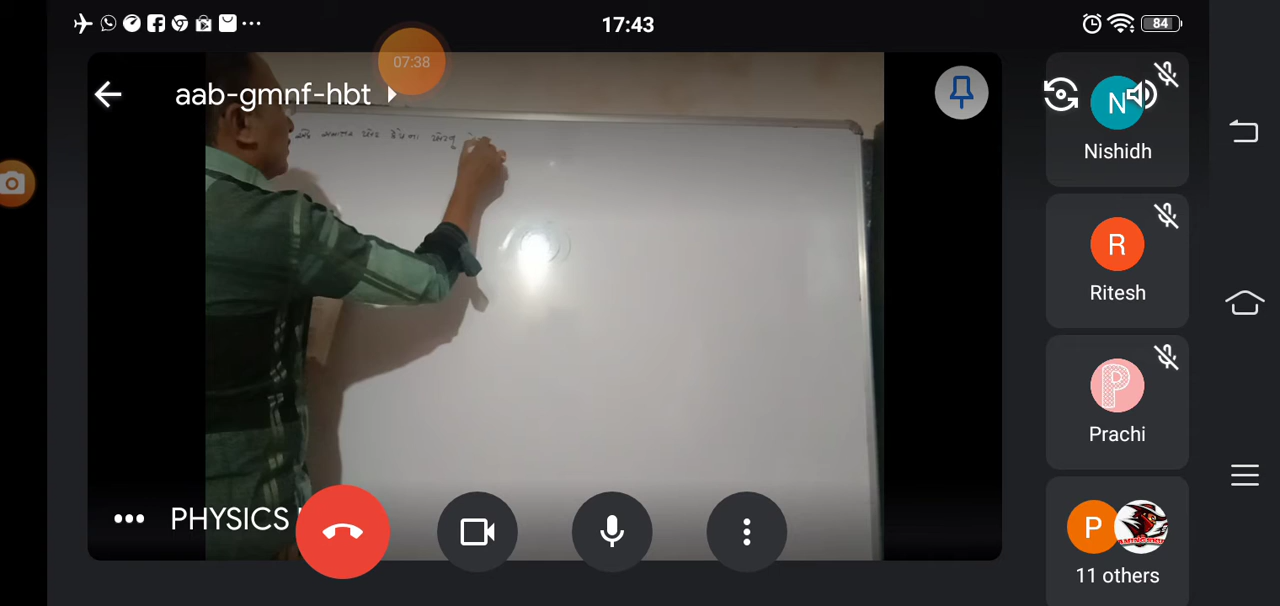 17:43
84
07:38
aab-gmnf-hbt
N
Nishidh
R
Ritesh
P
Prachi
P
11 others
PHYSICS